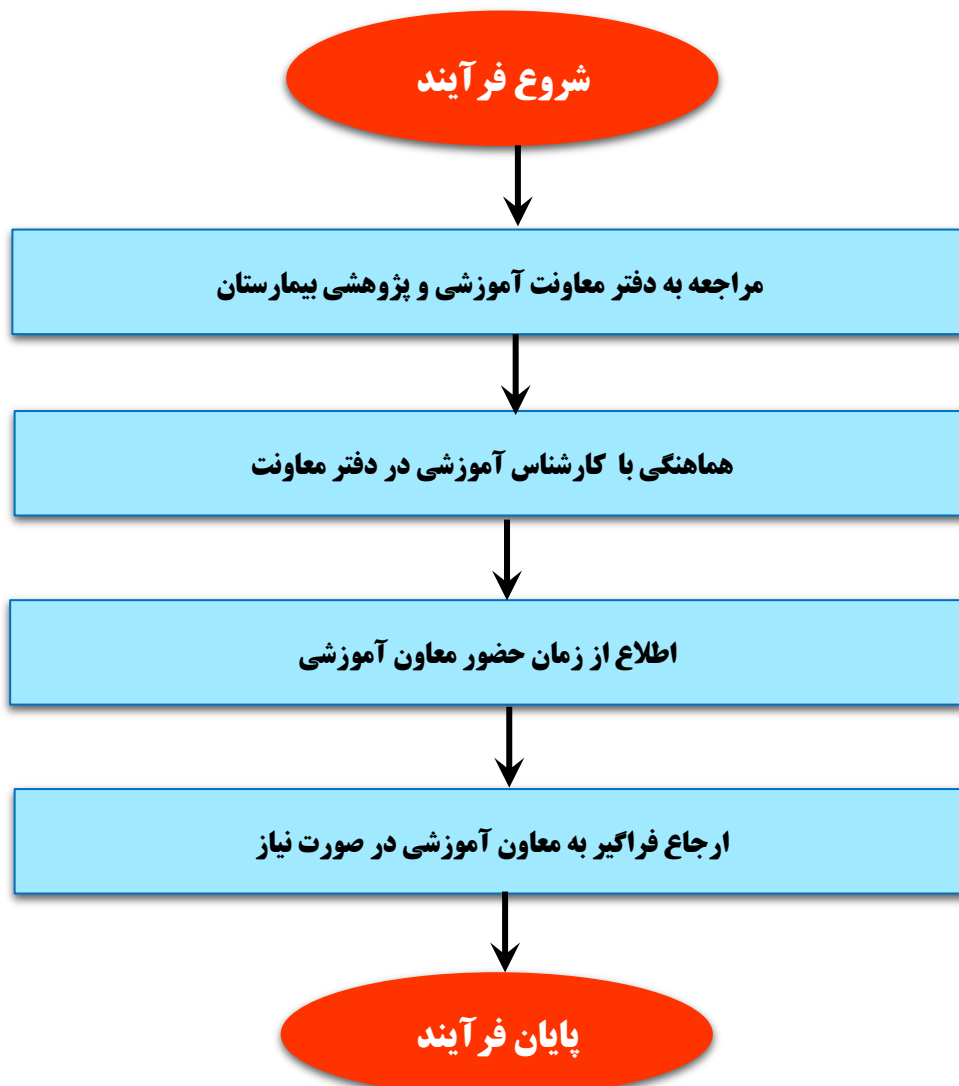 شروع فرآیند
مراجعه به دفتر معاونت آموزشی و پژوهشی بیمارستان
هماهنگی با کارشناس آموزشی در دفتر معاونت
اطلاع از زمان حضور معاون آموزشی
ارجاع فراگیر به معاون آموزشی در صورت نیاز
پایان فرآیند